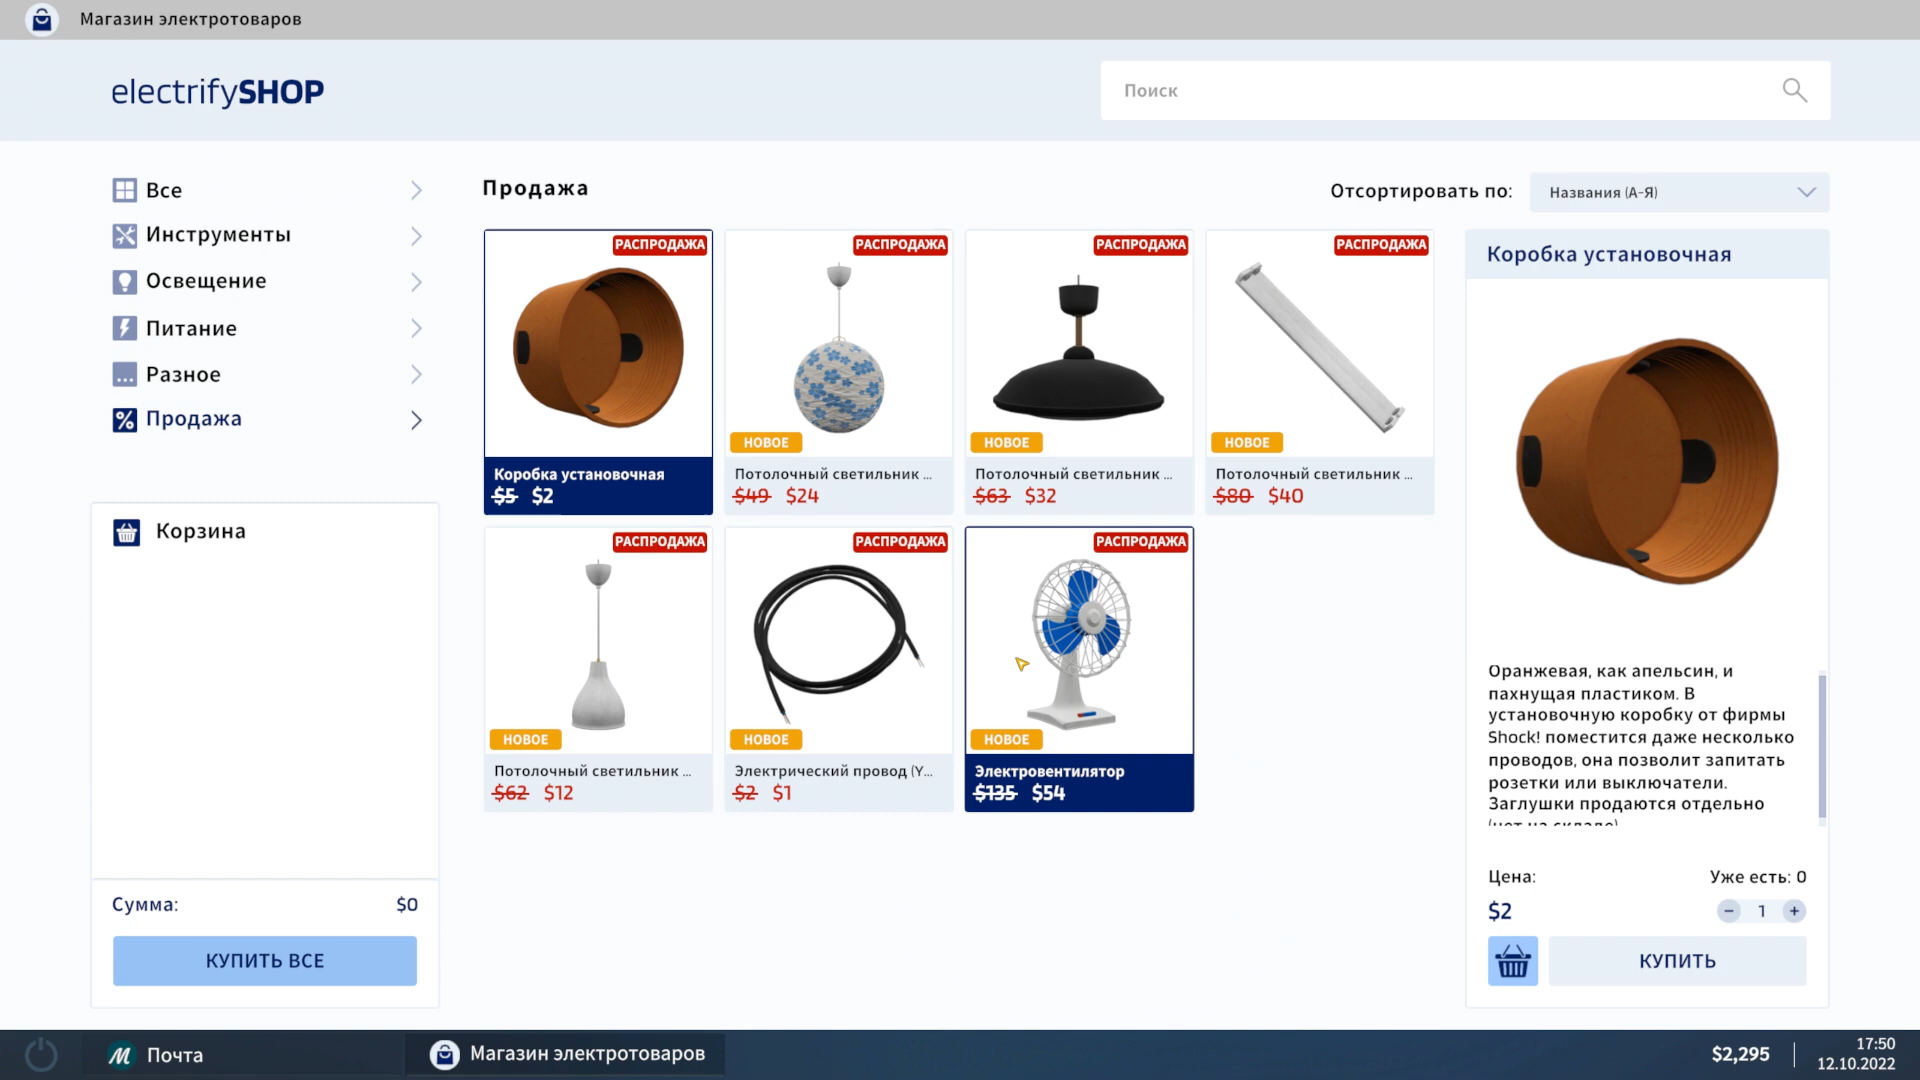 Магазин электротоваров
electrifySHOP
Поиск
Все
Инструменты
Освещение
Питание
Разное
Продажа
Корзина
Сумма: $0
КУПИТЬ ВСЕ
Продажа
Отсортировать по: Названия (А-Я)
РАСПРОДАЖА
Коробка установочная
$5 $2
РАСПРОДАЖА
НОВОЕ
Потолочный светильник ...
$49 $24
РАСПРОДАЖА
НОВОЕ
Потолочный светильник ...
$63 $32
РАСПРОДАЖА
НОВОЕ
Потолочный светильник ...
$80 $40
РАСПРОДАЖА
НОВОЕ
Потолочный светильник ...
$62 $12
РАСПРОДАЖА
НОВОЕ
Электрический провод (Y...
$2 $1
РАСПРОДАЖА
НОВОЕ
Электровентилятор
$135 $54
Коробка установочная
Оранжевая, как апельсин, и
пахнущая пластиком. В
установочную коробку от фирмы
Shock! поместится даже несколько
проводов, она позволит запитать
розетки или выключатели.
Заглушки продаются отдельно
(нет на складе)
Цена: Уже есть: 0
$2 − 1 +
КУПИТЬ
Почта
Магазин электротоваров
$2,295
17:50
12.10.2022